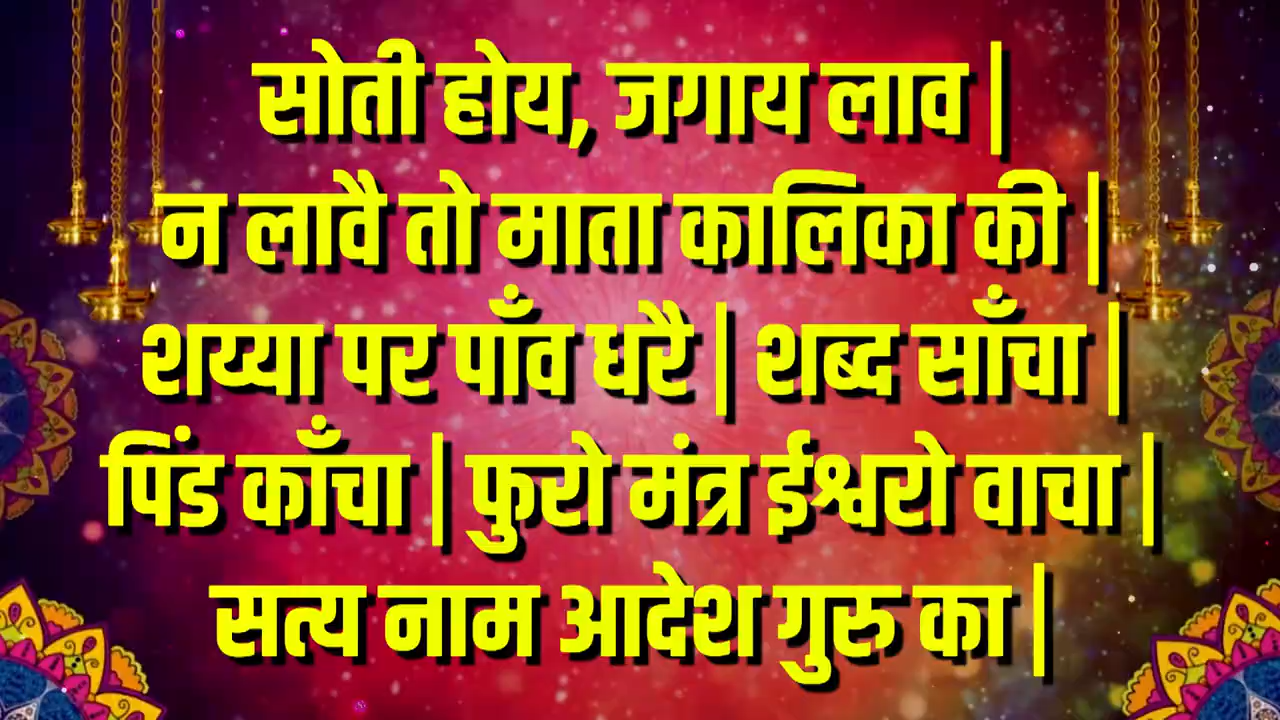 सोती होय, जगाय लाव |
न लावै तो माता कालिका की |
शय्या पर पाँव धरै | शब्द साँचा |
पिंड काँचा | फुरो मंत्र ईश्वरो वाचा |
सत्य नाम आदेश गुरु का |